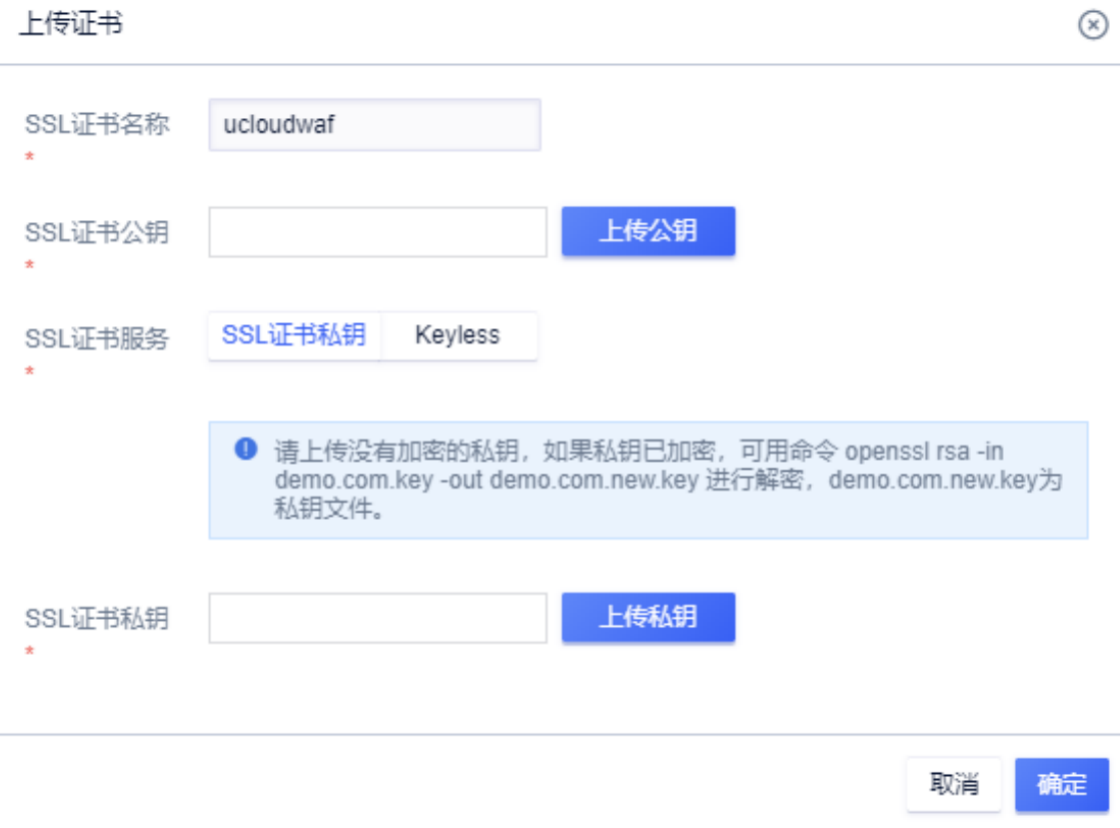 上传证书
SSL证书名称
*
ucloudwaf
SSL证书公钥
*
上传公钥
SSL证书服务
*
SSL证书私钥 Keyless
请上传没有加密的私钥，如果私钥已加密，可用命令 openssl rsa -in
demo.com.key -out demo.com.new.key 进行解密，demo.com.new.key为
私钥文件。
SSL证书私钥
*
上传私钥
取消 确定